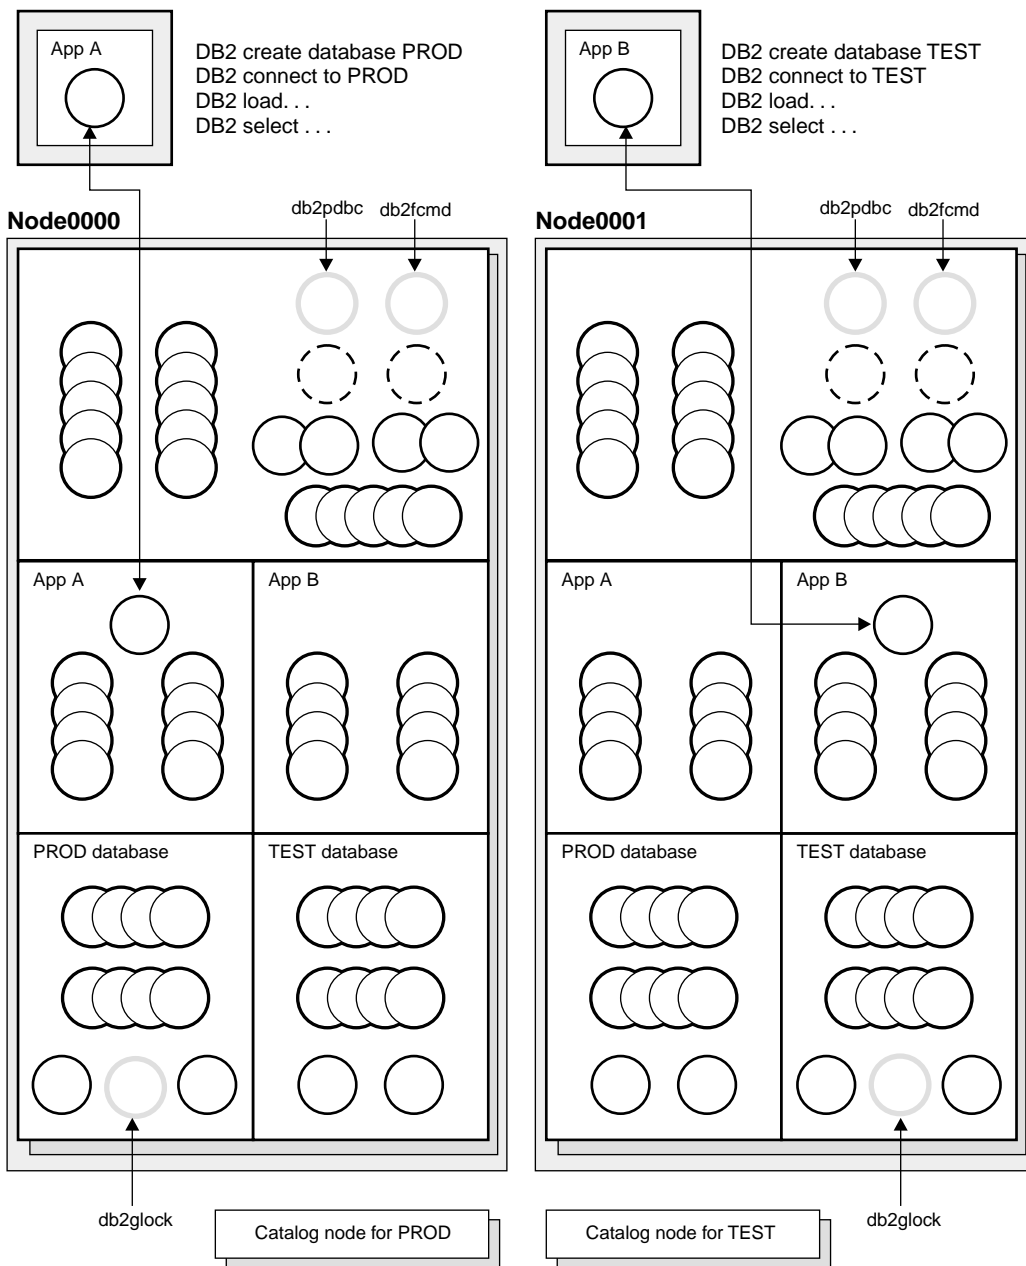 App A
DB2 create database PROD
DB2 connect to PROD
DB2 load. . .
DB2 select . . .
App B
DB2 create database TEST
DB2 connect to TEST
DB2 load. . .
DB2 select . . .
Node0000
db2pdbc
db2fcmd
App A
App B
PROD database
TEST database
db2glock
Catalog node for PROD
Node0001
db2pdbc
db2fcmd
App A
App B
PROD database
TEST database
db2glock
Catalog node for TEST